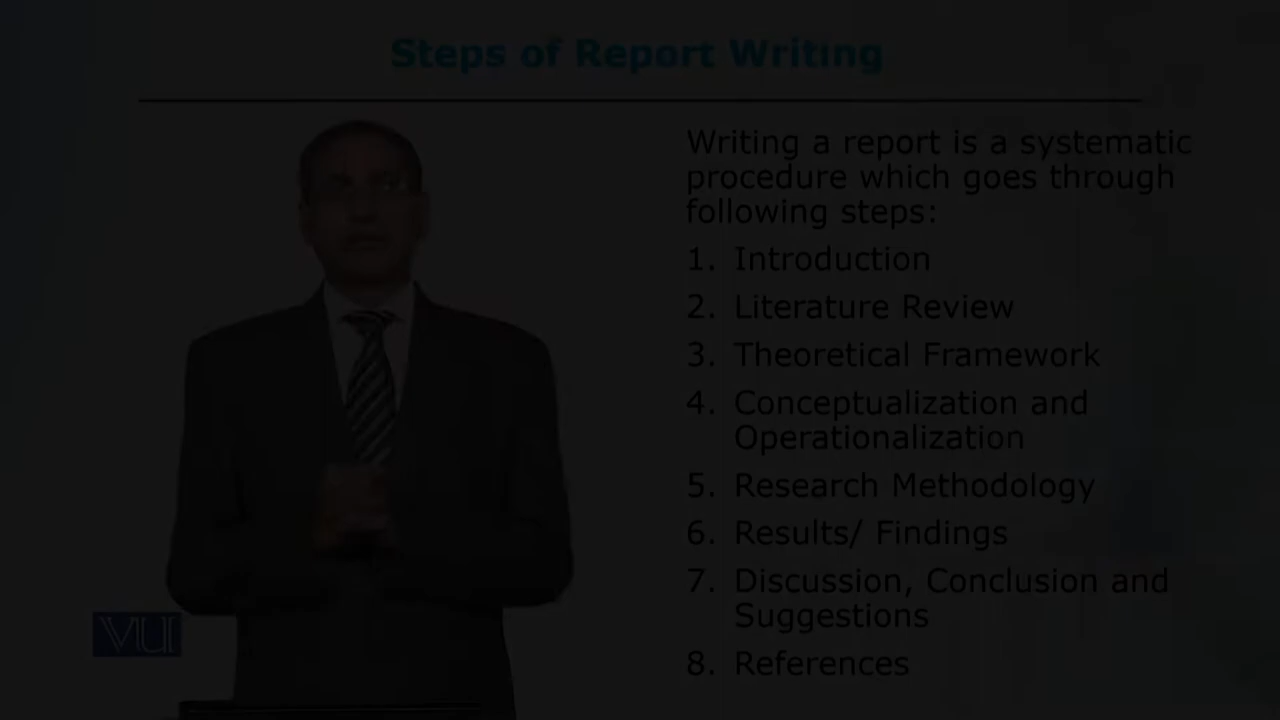 Steps of Report Writing
Writing a report is a systematic
procedure which goes through
following steps:
1. Introduction
2. Literature Review
3. Theoretical Framework
4. Conceptualization and
Operationalization
5. Research Methodology
6. Results/ Findings
7. Discussion, Conclusion and
Suggestions
8. References
VU